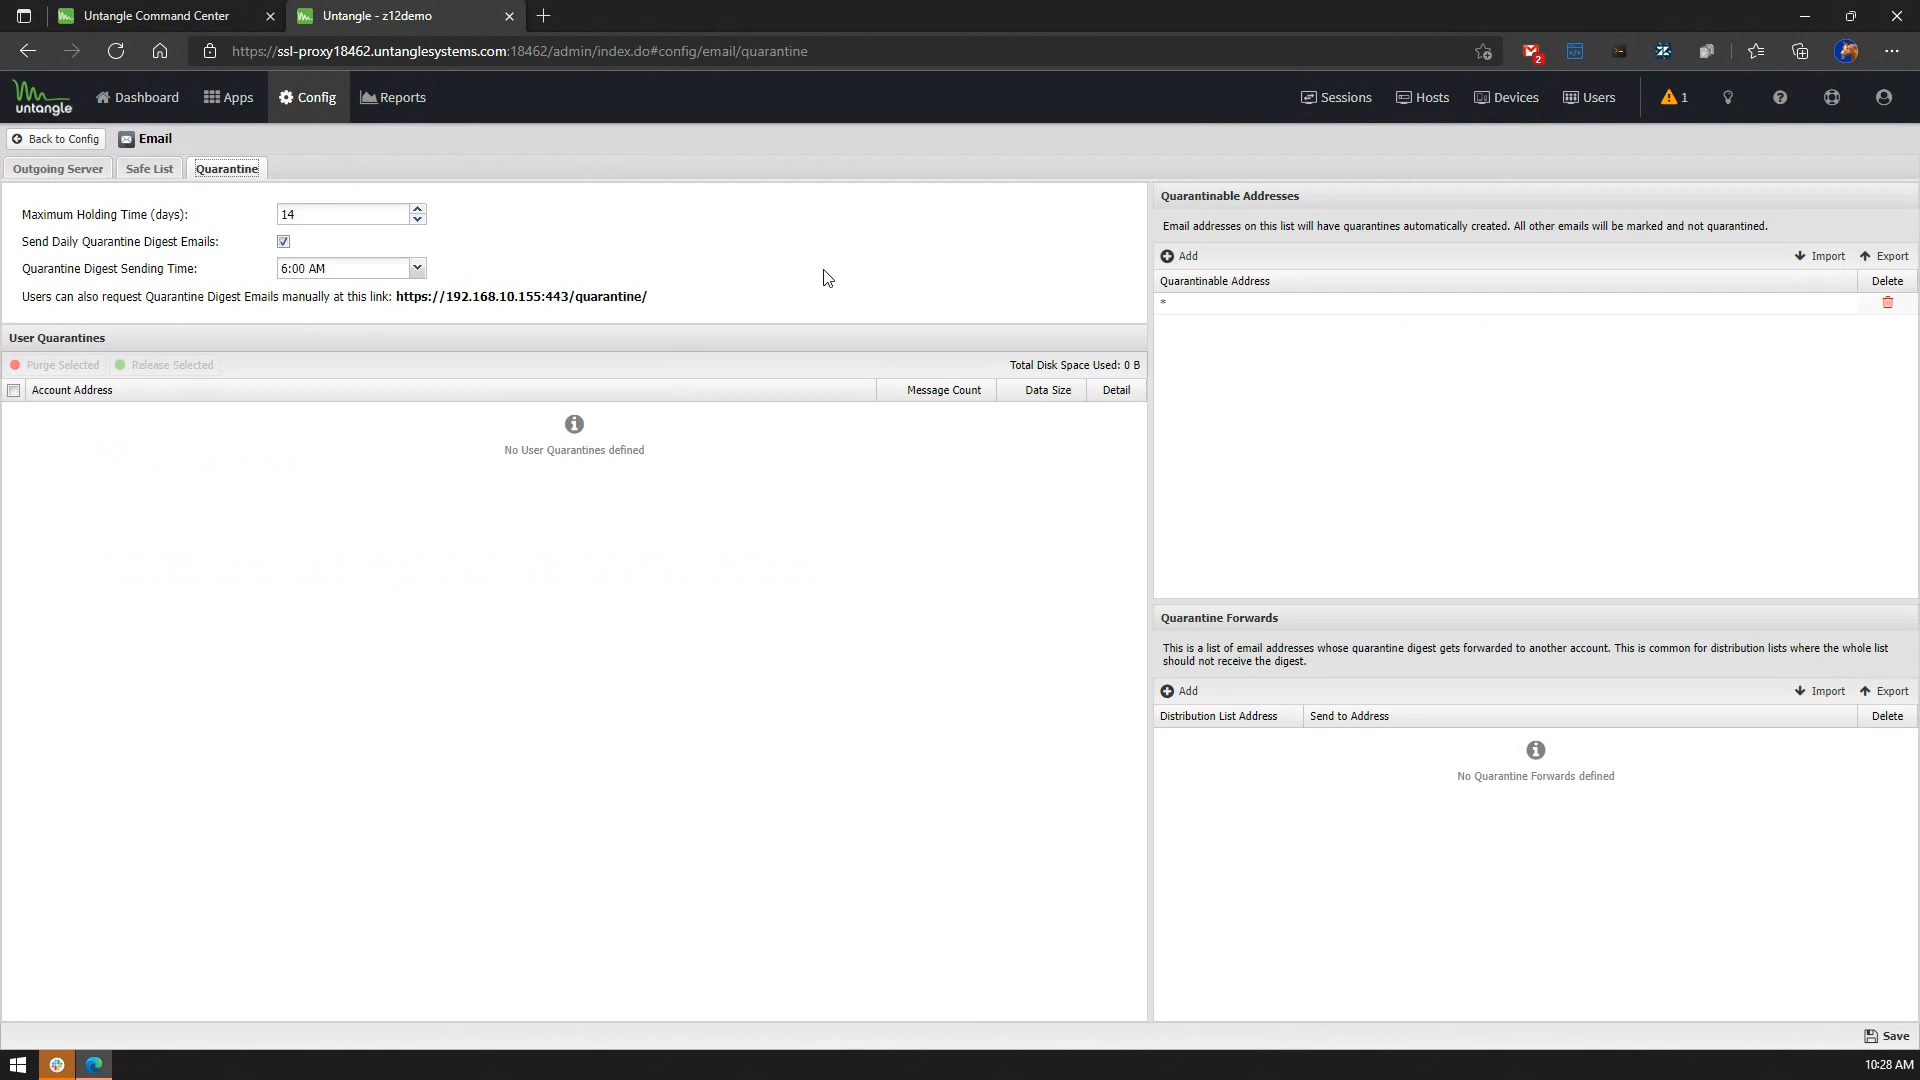 Untangle Command Center
Untangle - z12demo
https://ssl-proxy18462.untanglesystems.com:18462/admin/index.do#config/email/quarantine
2
untangle
Dashboard
Apps
Config
Reports
Sessions
Hosts
Devices
Users
1
Back to Config
Email
Outgoing Server
Safe List
Quarantine
Maximum Holding Time (days):
14
Send Daily Quarantine Digest Emails:
Quarantine Digest Sending Time:
6:00 AM
Users can also request Quarantine Digest Emails manually at this link: https://192.168.10.155:443/quarantine/
User Quarantines
Purge Selected
Release Selected
Total Disk Space Used: 0 B
Account Address
Message Count
Data Size
Detail
No User Quarantines defined
Quarantinable Addresses
Email addresses on this list will have quarantines automatically created. All other emails will be marked and not quarantined.
Add
Import
Export
Quarantinable Address
Delete
*
Quarantine Forwards
This is a list of email addresses whose quarantine digest gets forwarded to another account. This is common for distribution lists where the whole list
should not receive the digest.
Add
Import
Export
Distribution List Address
Send to Address
Delete
No Quarantine Forwards defined
Save
10:28 AM